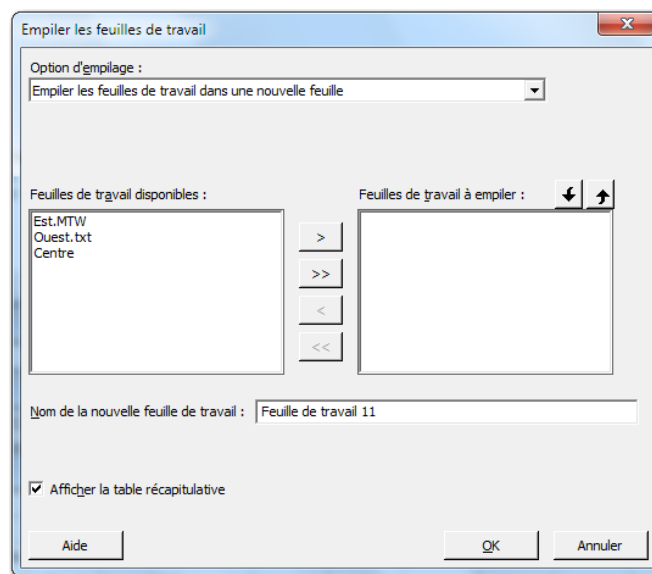 Empiler les feuilles de travail
Option d'empilage :
Empiler les feuilles de travail dans une nouvelle feuille
Feuilles de travail disponibles :
Feuilles de travail à empiler :
Est.MTW
Ouest.txt
Centre
>
>>
<
<<
Nom de la nouvelle feuille de travail :
Feuille de travail 11
Afficher la table récapitulative
Aide
OK
Annuler